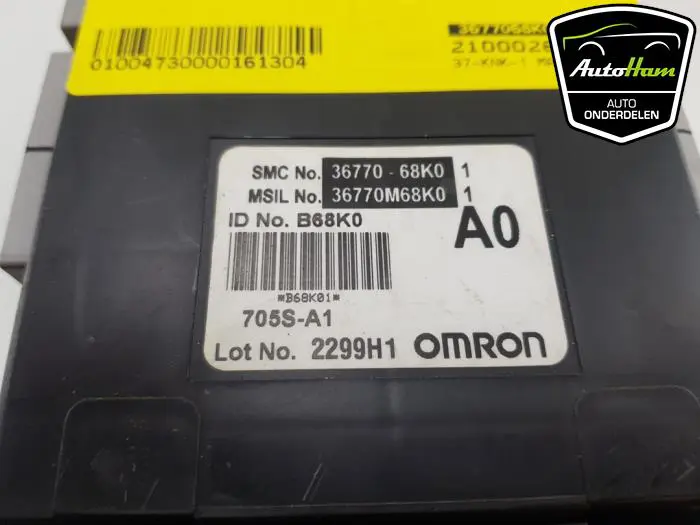 01004730000161304
3677068K
210002
37-KNK-1
AutoHam
AUTO
ONDERDELEN
SMC No. 36770 - 68K0 1
MSIL No. 36770M68K0 1
ID No. B68K0
A0
*B68K01*
705S-A1
Lot No. 2299H1 OMRON